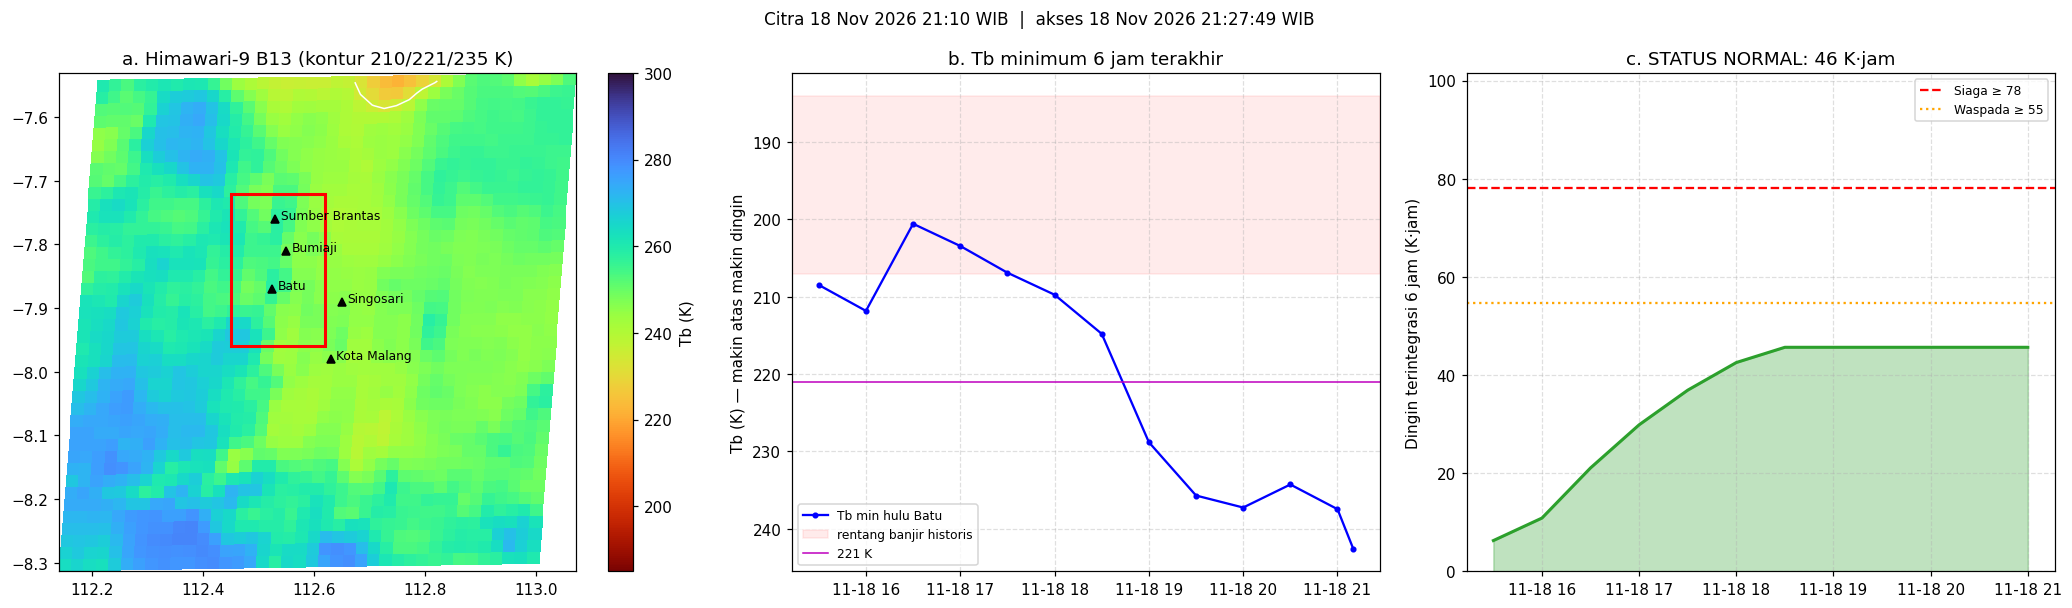 Citra 18 Nov 2026 21:10 WIB | akses 18 Nov 2026 21:27:49 WIB
a. Himawari-9 B13 (kontur 210/221/235 K)
−7.6
−7.7
−7.8
−7.9
−8.0
−8.1
−8.2
−8.3
112.2
112.4
112.6
112.8
113.0
Sumber Brantas
Bumiaji
Batu
Singosari
Kota Malang
300
280
260
240
220
200
Tb (K)
b. Tb minimum 6 jam terakhir
Tb (K) — makin atas makin dingin
190
200
210
220
230
240
11-18 16
11-18 17
11-18 18
11-18 19
11-18 20
11-18 21
Tb min hulu Batu
rentang banjir historis
221 K
c. STATUS NORMAL: 46 K·jam
Dingin terintegrasi 6 jam (K·jam)
100
80
60
40
20
0
11-18 16
11-18 17
11-18 18
11-18 19
11-18 20
11-18 21
Siaga ≥ 78
Waspada ≥ 55